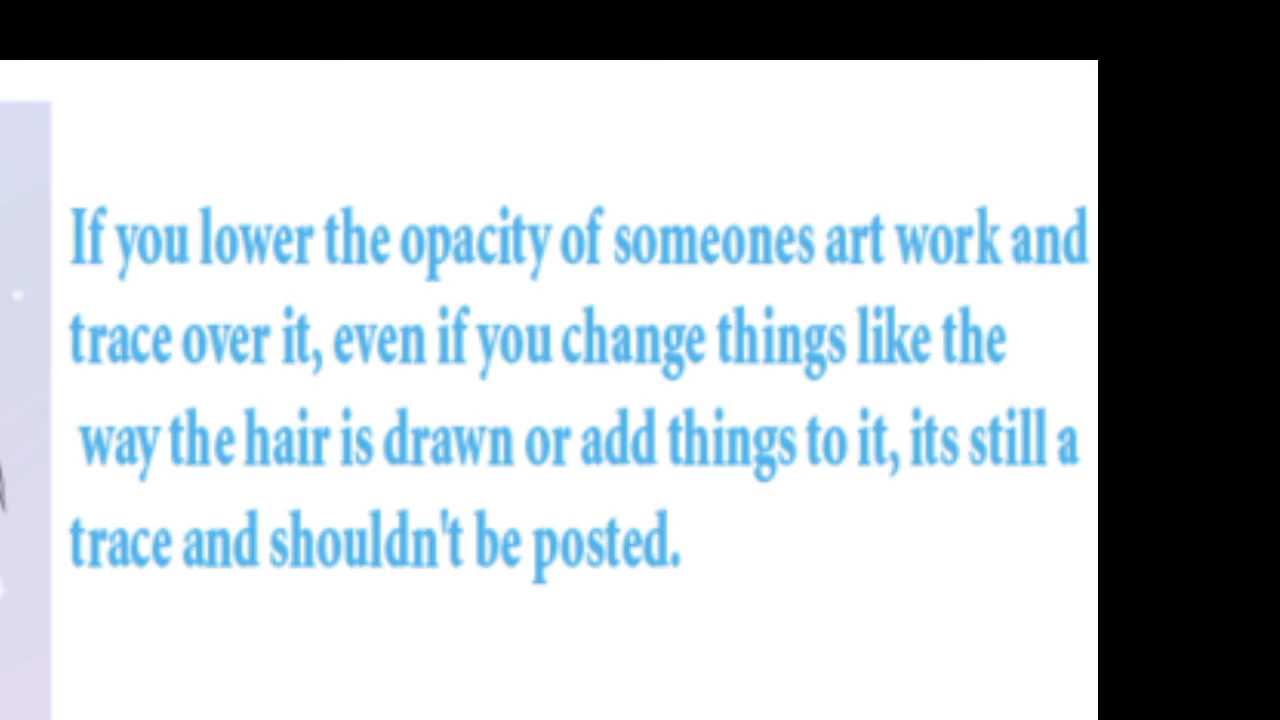 If you lower the opacity of someones art work and
trace over it, even if you change things like the
way the hair is drawn or add things to it, its still a
trace and shouldn't be posted.